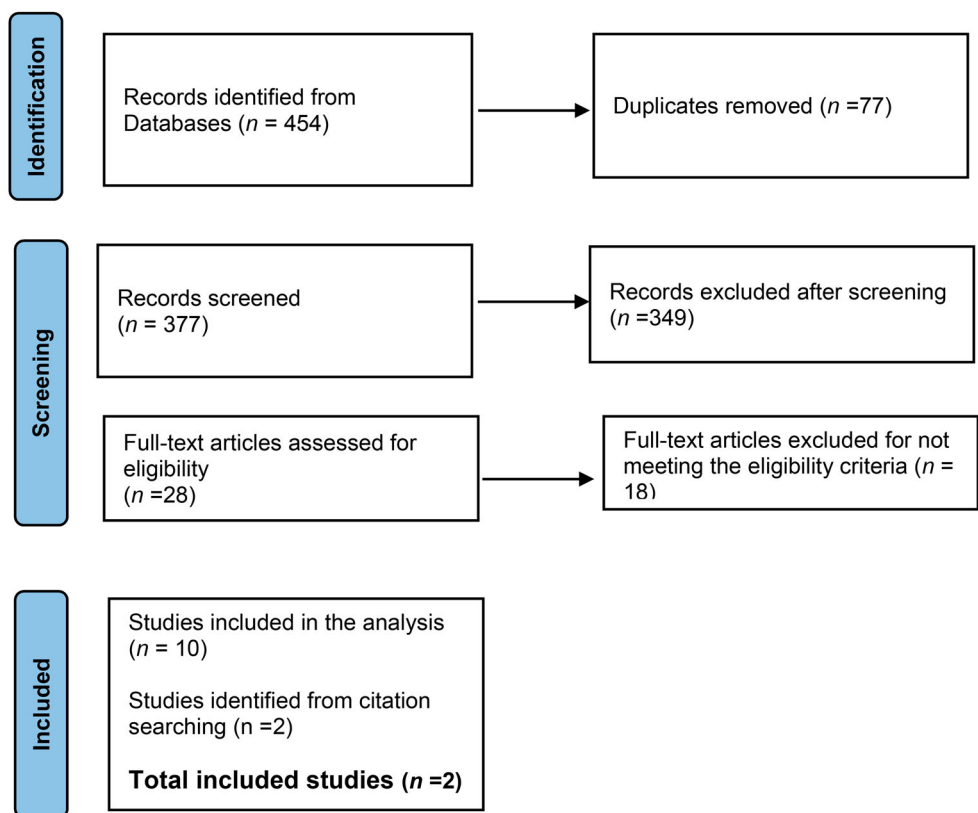 Identification
Records identified from
Databases (n = 454)
Duplicates removed (n =77)
Screening
Records screened
(n = 377)
Records excluded after screening
(n =349)
Full-text articles assessed for
eligibility
(n =28)
Full-text articles excluded for not
meeting the eligibility criteria (n =
18)
Included
Studies included in the analysis
(n = 10)
Studies identified from citation
searching (n =2)
Total included studies (n =2)